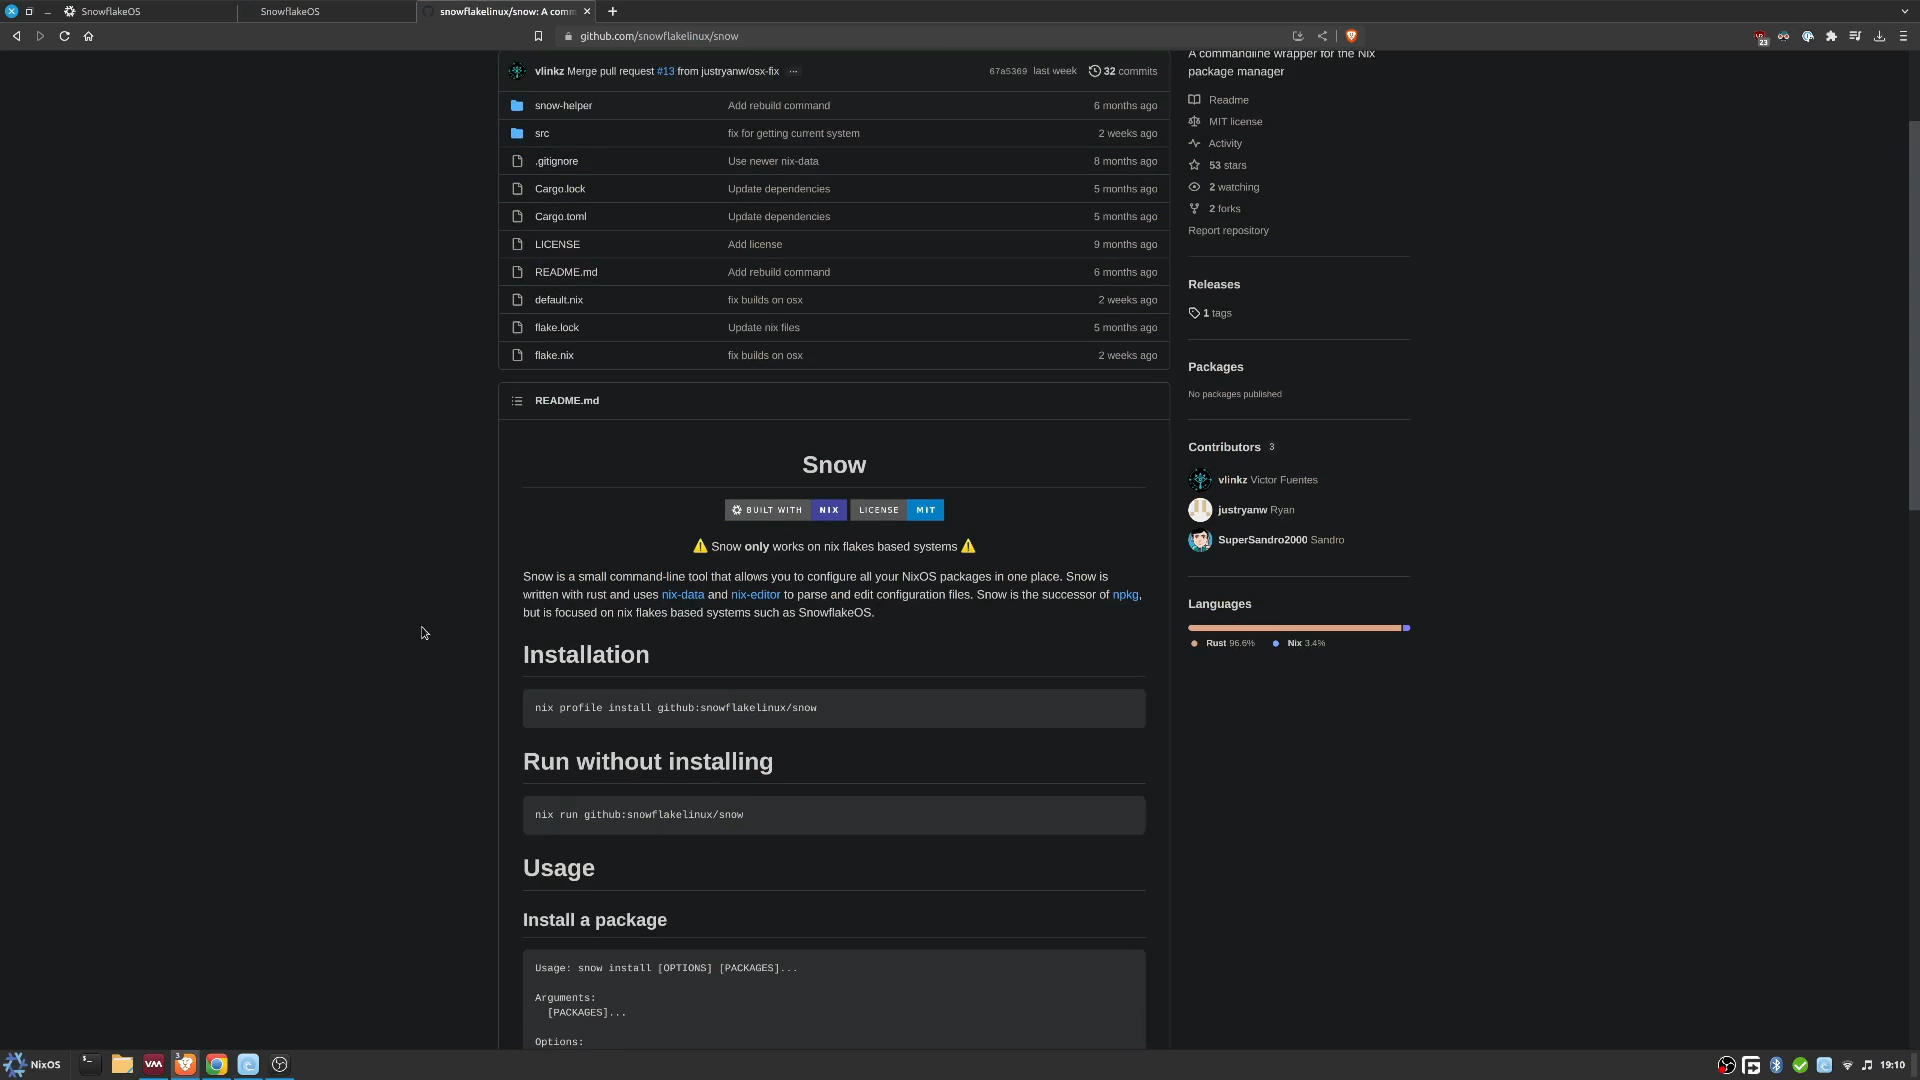 SnowflakeOS
SnowflakeOS
snowflakelinux/snow: A comm
github.com/snowflakelinux/snow
23
vlinkz Merge pull request #13 from justryanw/osx-fix ...
67a5369 last week 32 commits
snow-helper Add rebuild command 6 months ago
src fix for getting current system 2 weeks ago
.gitignore Use newer nix-data 8 months ago
Cargo.lock Update dependencies 5 months ago
Cargo.toml Update dependencies 5 months ago
LICENSE Add license 9 months ago
README.md Add rebuild command 6 months ago
default.nix fix builds on osx 2 weeks ago
flake.lock Update nix files 5 months ago
flake.nix fix builds on osx 2 weeks ago
README.md
Snow
BUILT WITH NIX LICENSE MIT
⚠️ Snow only works on nix flakes based systems ⚠️
Snow is a small command-line tool that allows you to configure all your NixOS packages in one place. Snow is
written with rust and uses nix-data and nix-editor to parse and edit configuration files. Snow is the successor of npkg,
but is focused on nix flakes based systems such as SnowflakeOS.
Installation
nix profile install github:snowflakelinux/snow
Run without installing
nix run github:snowflakelinux/snow
Usage
Install a package
Usage: snow install [OPTIONS] [PACKAGES]...
Arguments:
[PACKAGES]...
Options:
A commandline wrapper for the Nix
package manager
Readme
MIT license
Activity
53 stars
2 watching
2 forks
Report repository
Releases
1 tags
Packages
No packages published
Contributors 3
vlinkz Victor Fuentes
justryanw Ryan
SuperSandro2000 Sandro
Languages
Rust 96.6% Nix 3.4%
NixOS
3
19:10